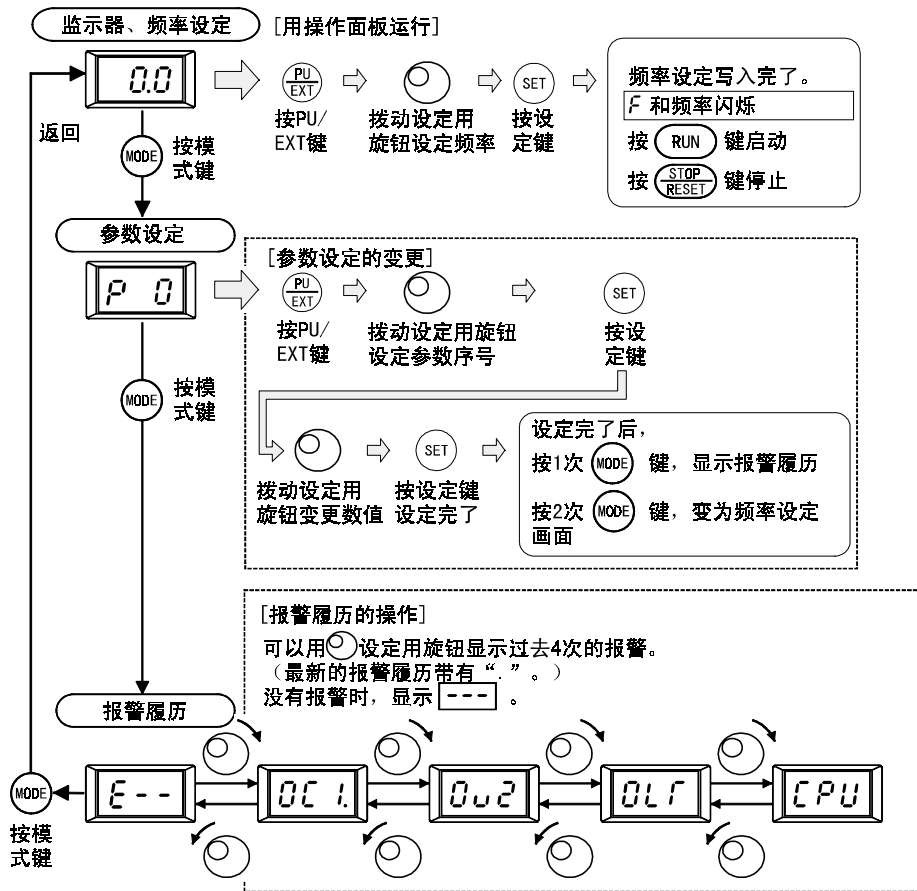 监示器、频率设定
[用操作面板运行]
0.0
PU
EXT
SET
频率设定写入完了。
F 和频率闪烁
按 RUN 键启动
按 STOP
RESET 键停止
按PU/
EXT键
拨动设定用
旋钮设定频率
按设
定键
返回
MODE
按模
式键
参数设定
[参数设定的变更]
P 0
PU
EXT
SET
按PU/
EXT键
拨动设定用旋钮
设定参数序号
按设
定键
MODE
按模
式键
SET
拨动设定用
旋钮变更数值
按设定键
设定完了
设定完了后，
按1次 MODE 键，显示报警履历
按2次 MODE 键，变为频率设定
画面
[报警履历的操作]
可以用设定用旋钮显示过去4次的报警。
（最新的报警履历带有“.”。）
没有报警时，显示 --- 。
报警履历
MODE
按模
式键
E--
OC1.
Ov2
OLT
CPU